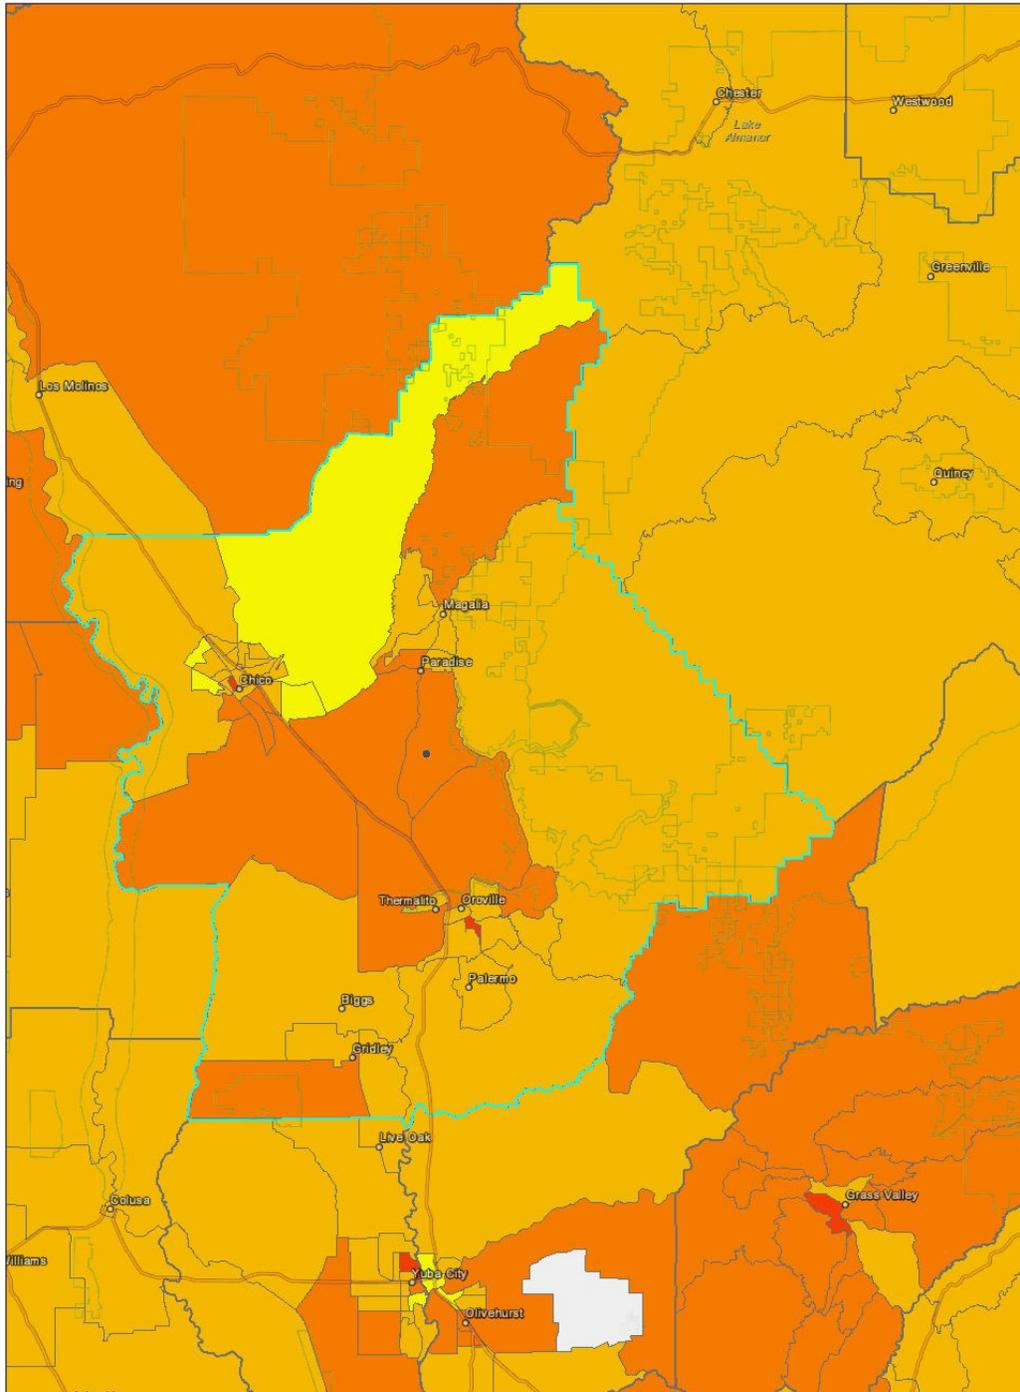 Chester
Westwood
Lake
Almanor
Greenville
Los Molinos
Quincy
ing
Magalia
Paradise
Chico
Thermalito
Oroville
Palermo
Biggs
Gridley
Live Oak
Colusa
Grass Valley
Williams
Yuba City
Olivehurst